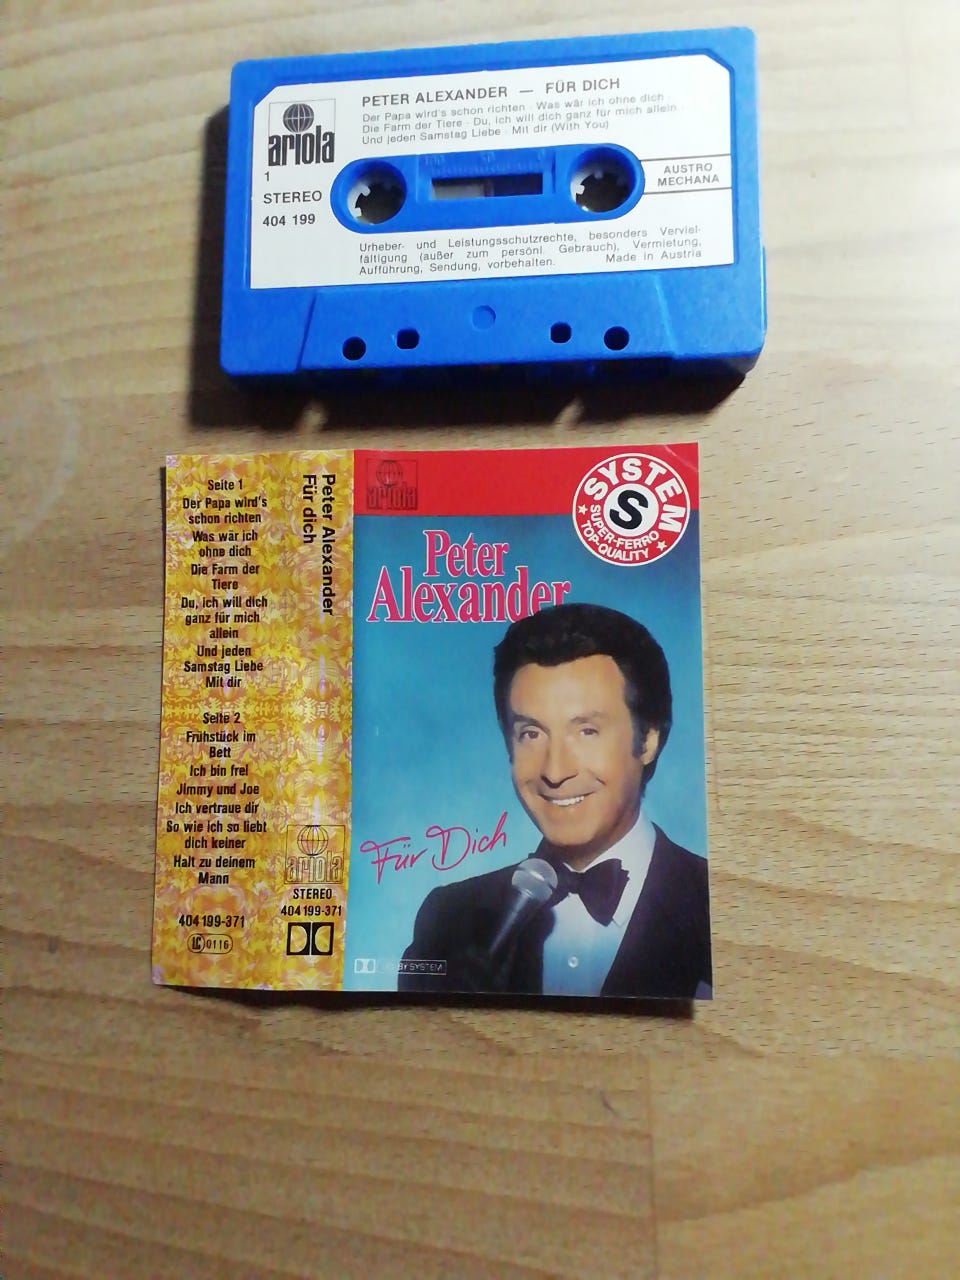 ariola
1
STEREO
404 199
PETER ALEXANDER — FÜR DICH
Der Papa wird's schon richten · Was wär ich ohne dich ·
Die Farm der Tiere · Du, ich will dich ganz für mich allein ·
Und jeden Samstag Liebe · Mit dir (With You)
100 50 0
AUSTRO
MECHANA
Urheber- und Leistungsschutzrechte, besonders Verviel-
fältigung (außer zum persönl. Gebrauch), Vermietung,
Aufführung, Sendung, vorbehalten. Made in Austria
Seite 1
Der Papa wird's
schon richten
Was wär ich
ohne dich
Die Farm der
Tiere
Du, ich will dich
ganz für mich
allein
Und jeden
Samstag Liebe
Mit dir
Seite 2
Frühstück im
Bett
Ich bin frei
Jimmy und Joe
Ich vertraue dir
So wie ich so liebt
dich keiner
Halt zu deinem
Mann
404 199-371
LC 0116
Peter Alexander
Für dich
ariola
STEREO
404 199-371
ariola
SYSTEM
S
SUPER-FERRO
★ TOP-QUALITY ★
Peter
Alexander
Für Dich
BY SYSTEM